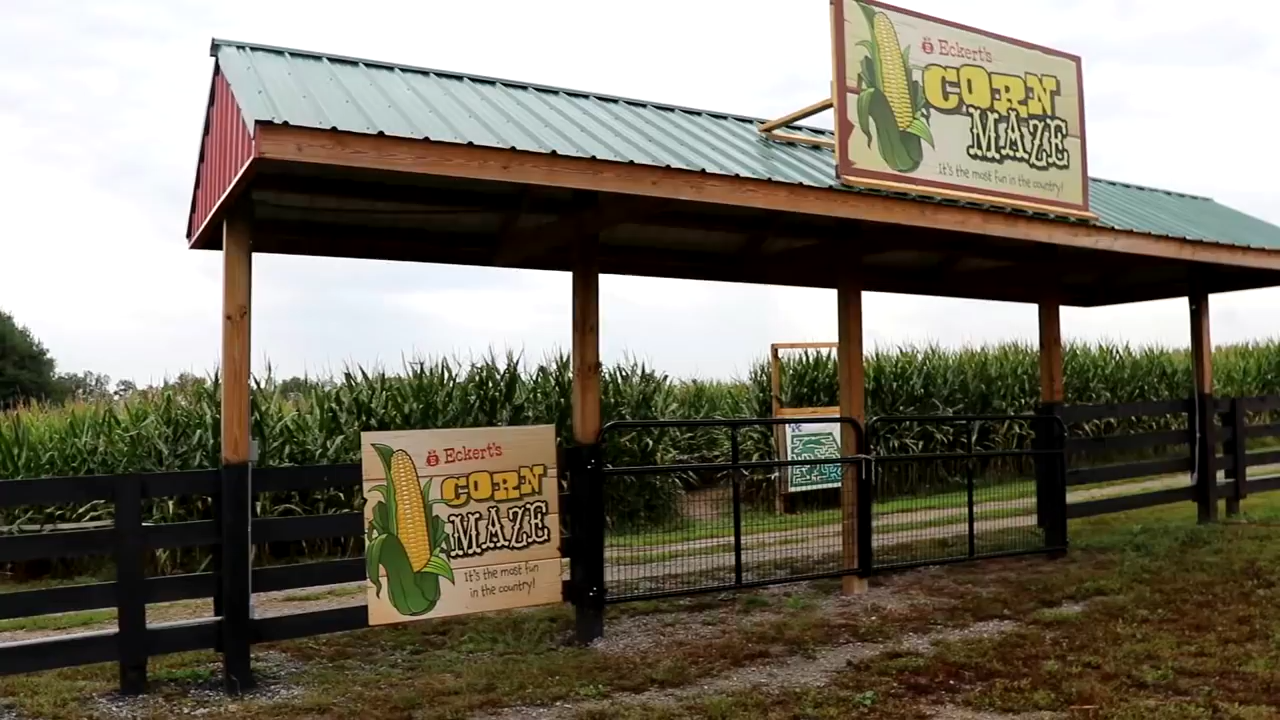 Eckert's
CORN
MAZE
It's the most fun in the country!
Eckert's
CORN
MAZE
It's the most fun
in the country!